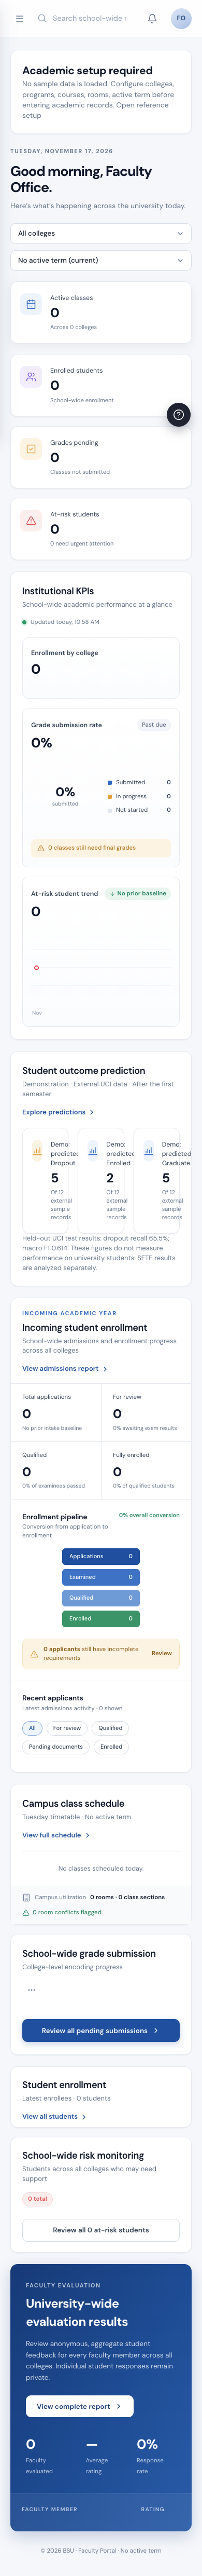 Search school-wide r
FO
Academic setup required
No sample data is loaded. Configure colleges,
programs, courses, rooms, active term before
entering academic records. Open reference
setup
TUESDAY, NOVEMBER 17, 2026
Good morning, Faculty
Office.
Here's what's happening across the university today.
All colleges
No active term (current)
Active classes
0
Across 0 colleges
Enrolled students
0
School-wide enrollment
Grades pending
0
Classes not submitted
At-risk students
0
0 need urgent attention
Institutional KPIs
School-wide academic performance at a glance
Updated today, 10:58 AM
Enrollment by college
0
Grade submission rate
Past due
0%
0%
submitted
Submitted 0
In progress 0
Not started 0
0 classes still need final grades
At-risk student trend
No prior baseline
0
Nov
Student outcome prediction
Demonstration · External UCI data · After the first
semester
Explore predictions
Demo:
predicted
Dropout
5
Of 12
external
sample
records
Demo:
predicted
Enrolled
2
Of 12
external
sample
records
Demo:
predicted
Graduate
5
Of 12
external
sample
records
Held-out UCI test results: dropout recall 65.5%;
macro F1 0.614. These figures do not measure
performance on university students. SETE results
are analyzed separately.
INCOMING ACADEMIC YEAR
Incoming student enrollment
School-wide admissions and enrollment progress
across all colleges
View admissions report
Total applications
0
No prior intake baseline
For review
0
0% awaiting exam results
Qualified
0
0% of examinees passed
Fully enrolled
0
0% of qualified students
Enrollment pipeline
Conversion from application to
enrollment
0% overall conversion
Applications 0
Examined 0
Qualified 0
Enrolled 0
0 applicants still have incomplete
requirements
Review
Recent applicants
Latest admissions activity · 0 shown
All
For review
Qualified
Pending documents
Enrolled
Campus class schedule
Tuesday timetable · No active term
View full schedule
No classes scheduled today.
Campus utilization 0 rooms · 0 class sections
0 room conflicts flagged
School-wide grade submission
College-level encoding progress
...
Review all pending submissions
Student enrollment
Latest enrollees · 0 students
View all students
School-wide risk monitoring
Students across all colleges who may need
support
0 total
Review all 0 at-risk students
FACULTY EVALUATION
University-wide
evaluation results
Review anonymous, aggregate student
feedback for every faculty member across all
colleges. Individual student responses remain
private.
View complete report
0
Faculty
evaluated
—
Average
rating
0%
Response
rate
FACULTY MEMBER
RATING
© 2026 BSU · Faculty Portal · No active term